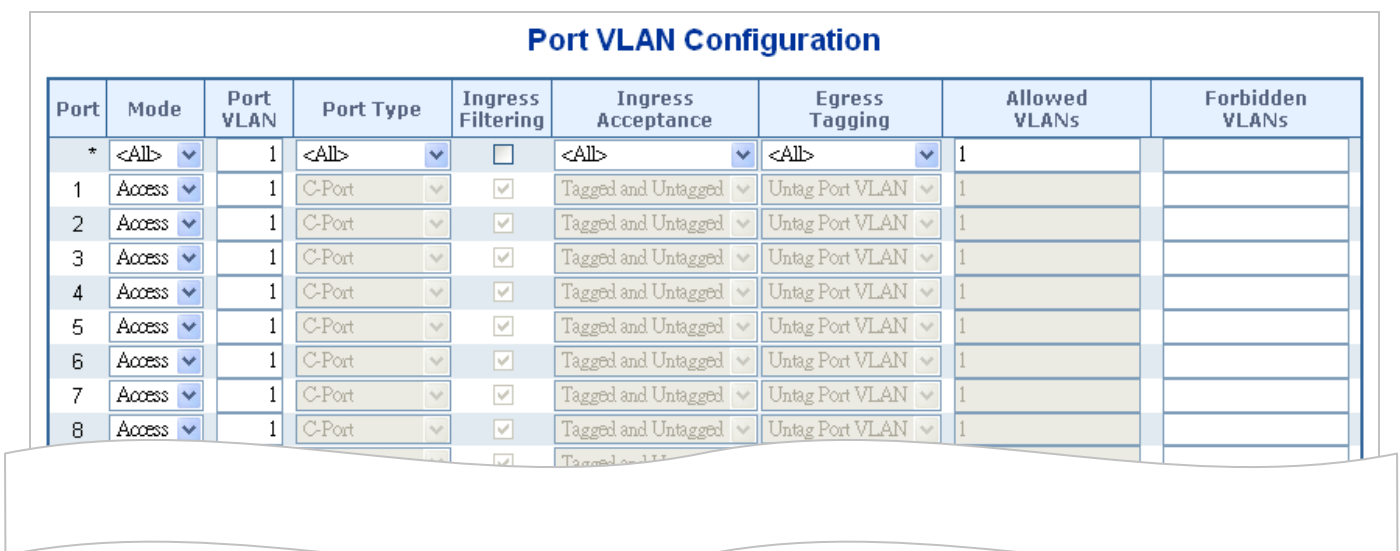 Port VLAN Configuration
Port Mode Port VLAN Port Type Ingress Filtering Ingress Acceptance Egress Tagging Allowed VLANs Forbidden VLANs
* <All> 1 <All> <All> <All> 1
1 Access 1 C-Port Tagged and Untagged Untag Port VLAN 1
2 Access 1 C-Port Tagged and Untagged Untag Port VLAN 1
3 Access 1 C-Port Tagged and Untagged Untag Port VLAN 1
4 Access 1 C-Port Tagged and Untagged Untag Port VLAN 1
5 Access 1 C-Port Tagged and Untagged Untag Port VLAN 1
6 Access 1 C-Port Tagged and Untagged Untag Port VLAN 1
7 Access 1 C-Port Tagged and Untagged Untag Port VLAN 1
8 Access 1 C-Port Tagged and Untagged Untag Port VLAN 1
Tagged and